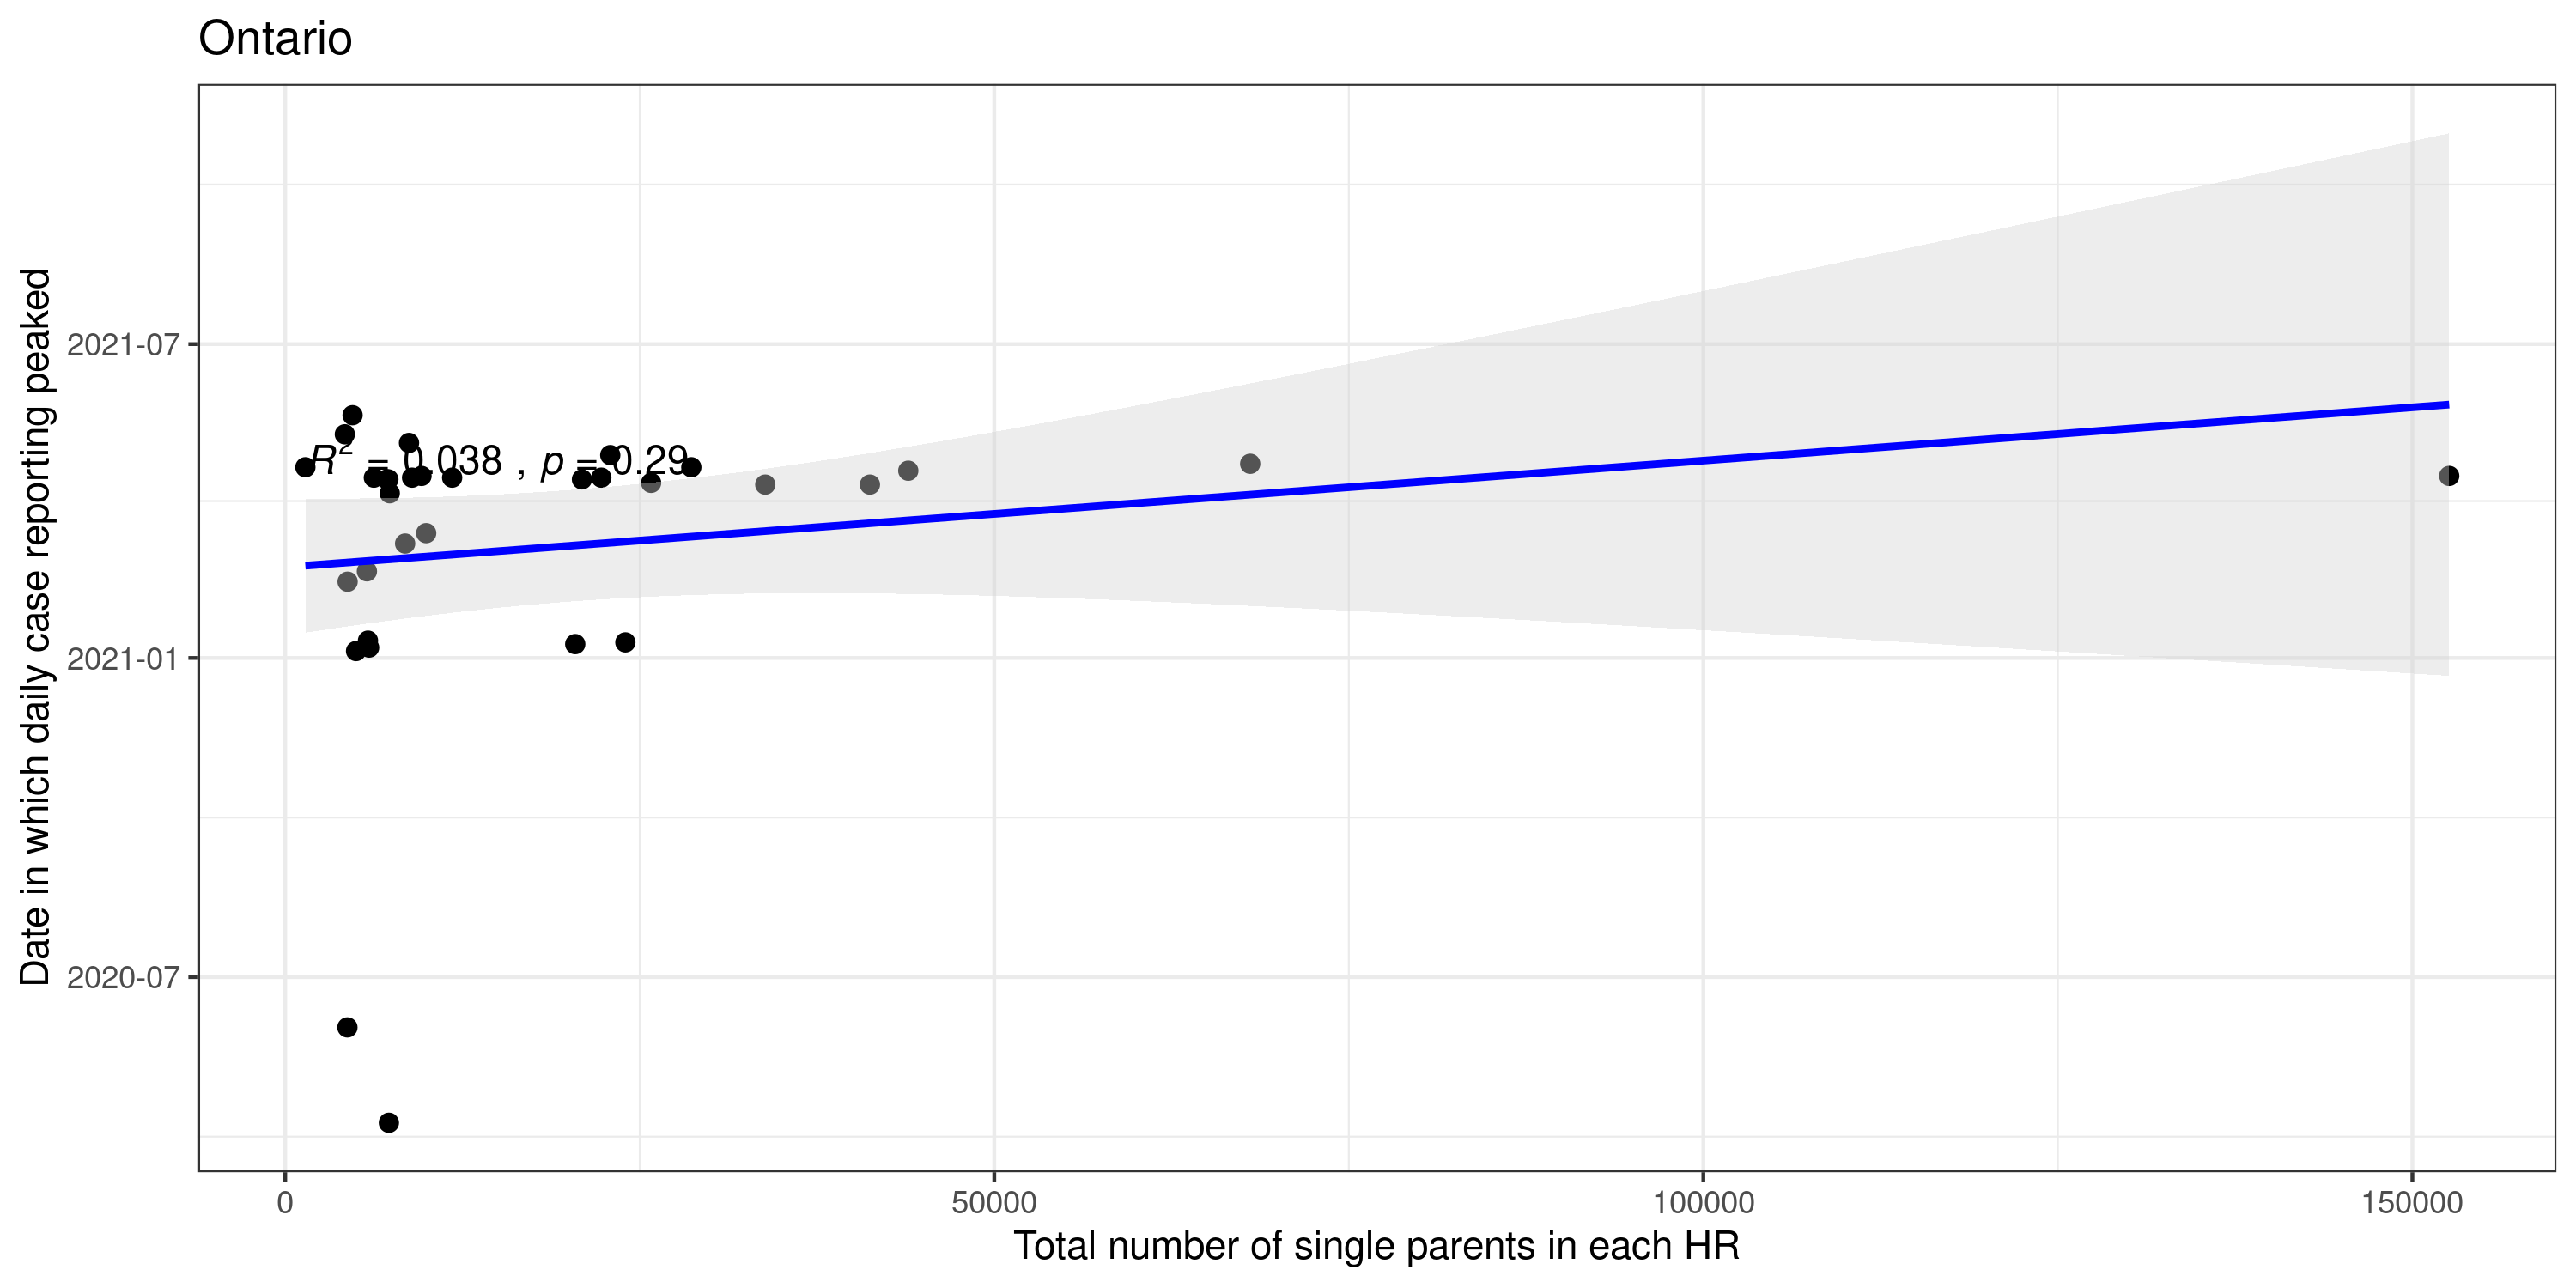 Ontario
Date in which daily case reporting peaked
2021-07
R² = 0.038 , p = 0.29
2021-01
2020-07
0 50000 100000 150000
Total number of single parents in each HR